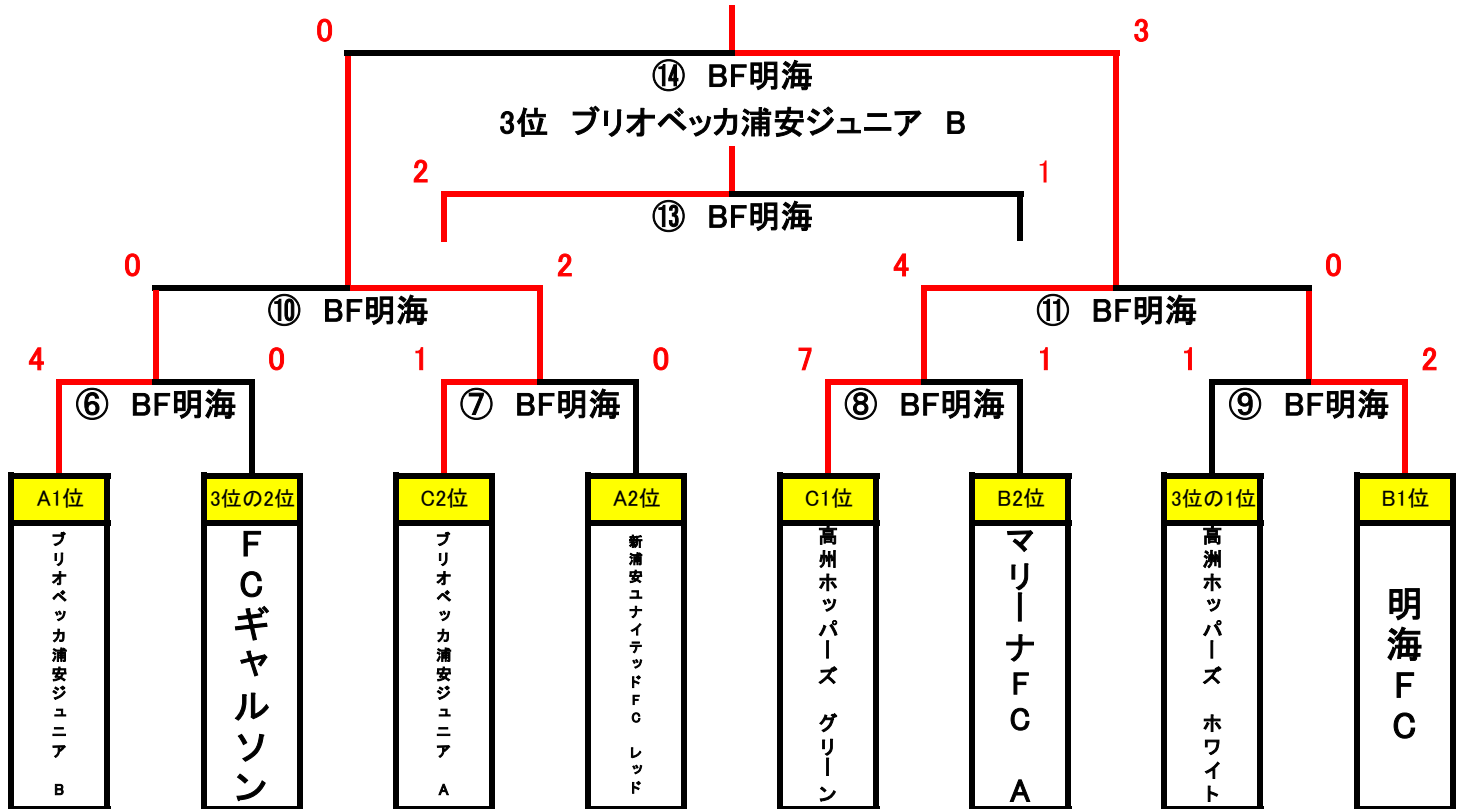 0 3
⑭ BF明海
3位 ブリオベッカ浦安ジュニア B
2 1
⑬ BF明海
0 2 4 0
⑩ BF明海 ⑪ BF明海
4 0 1 0 7 1 1 2
⑥ BF明海 ⑦ BF明海 ⑧ BF明海 ⑨ BF明海
A1位 3位の2位 C2位 A2位 C1位 B2位 3位の1位 B1位
ブリオベッカ浦安ジュニア B
FCギャルソン
ブリオベッカ浦安ジュニア A
新浦安ユナイテッドFC レッド
高州ホッパーズ グリーン
マリーナFC A
高洲ホッパーズ ホワイト
明海FC